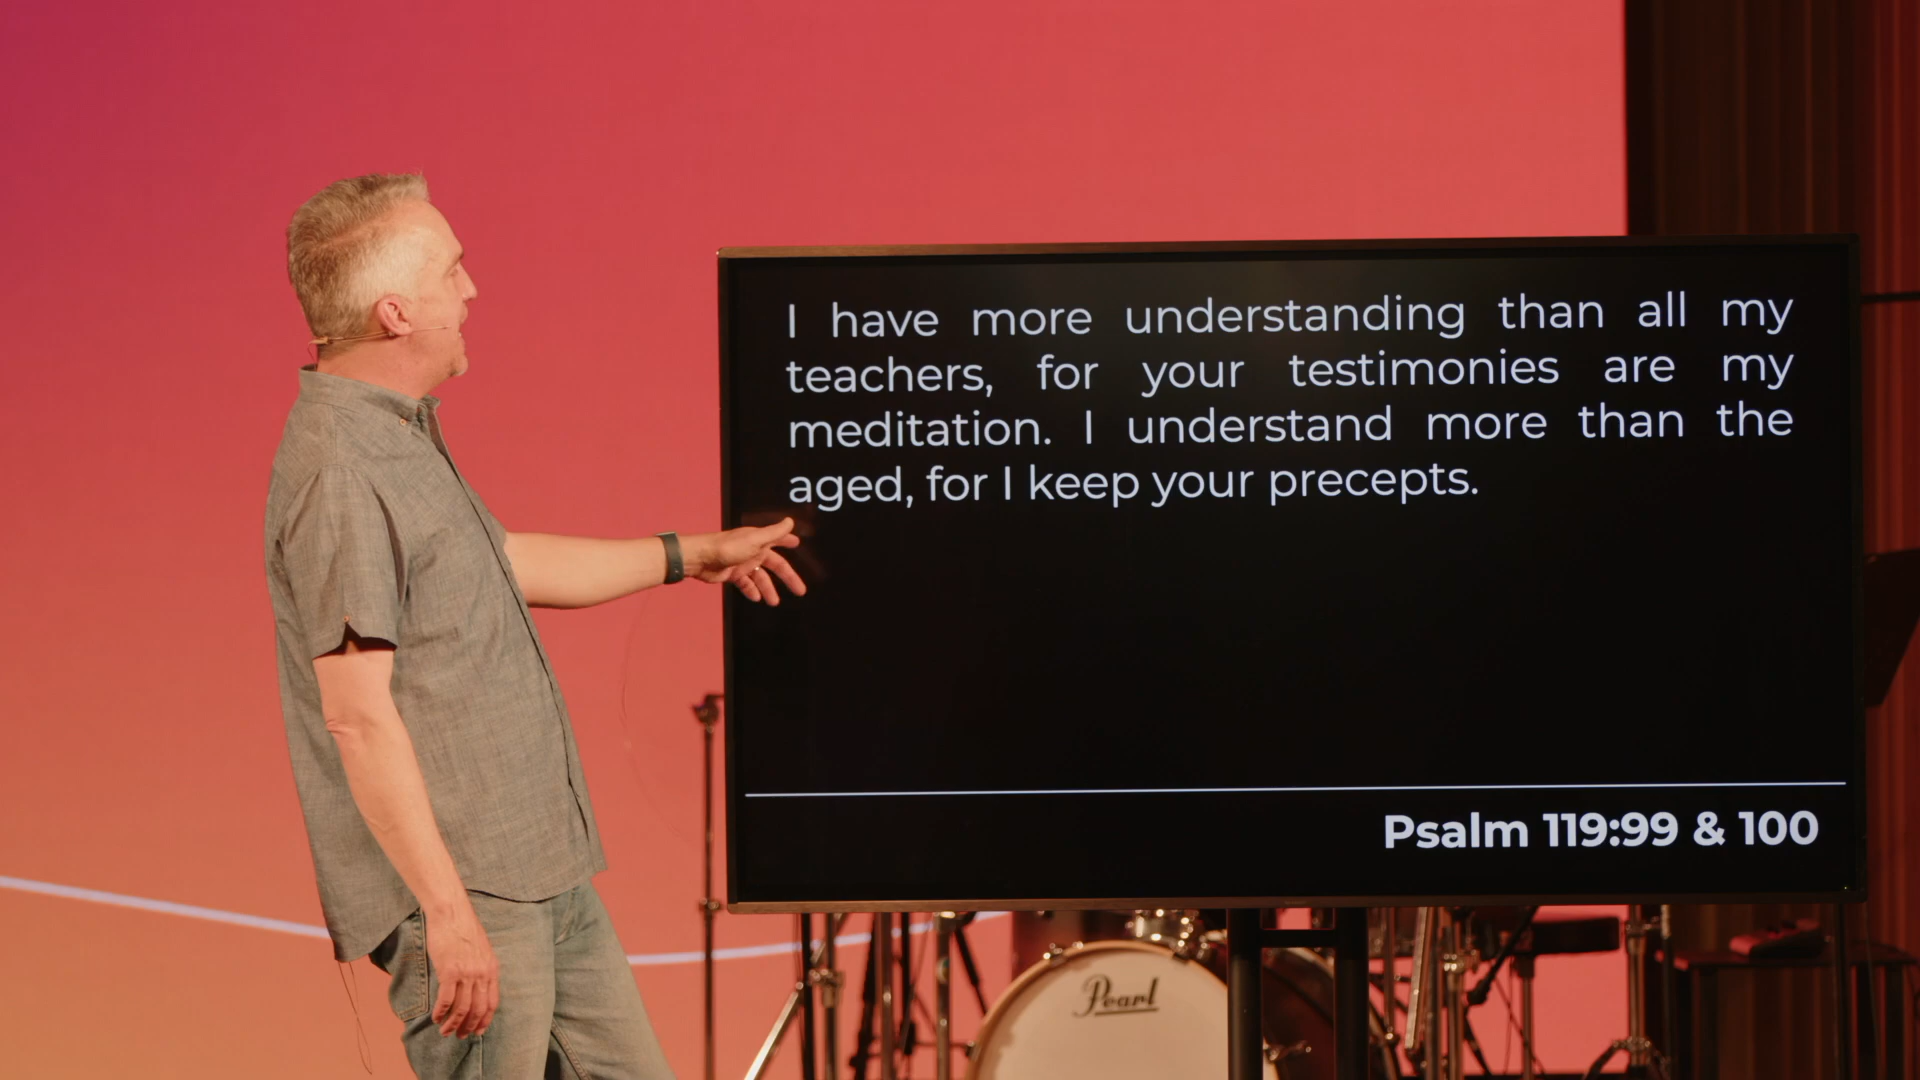 I have more understanding than all my
teachers, for your testimonies are my
meditation. I understand more than the
aged, for I keep your precepts.
Psalm 119:99 & 100
Pearl